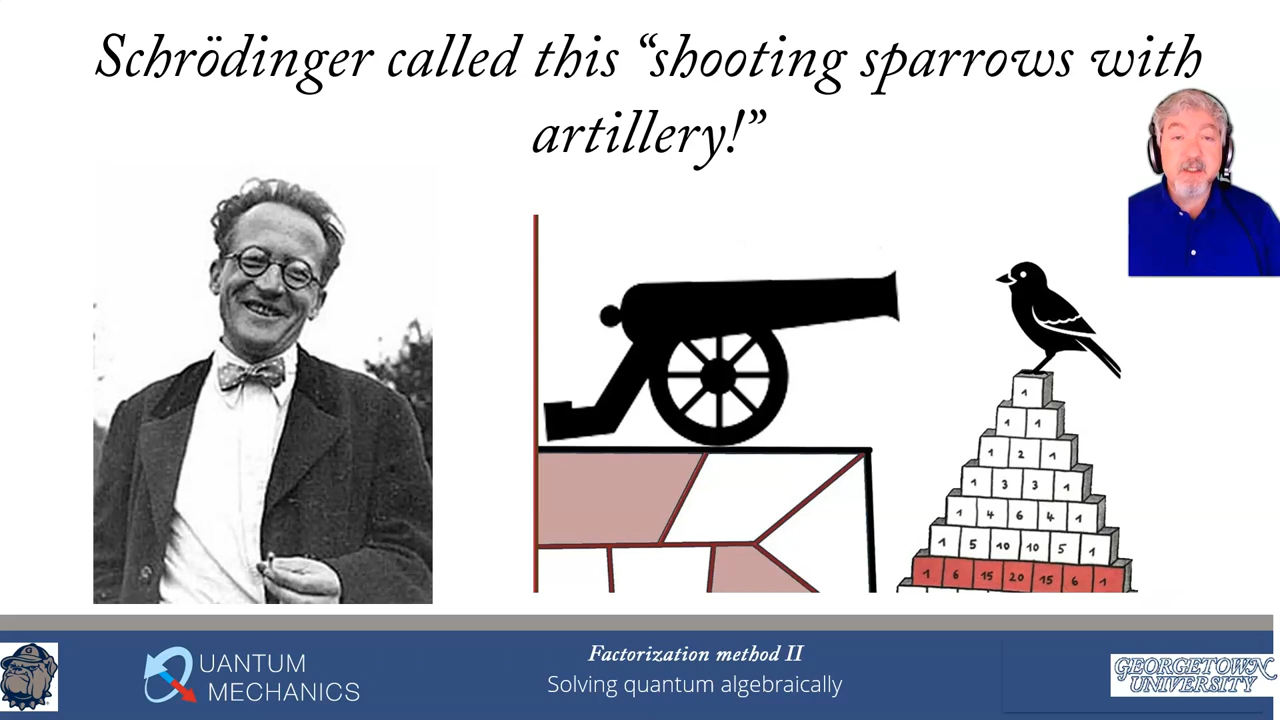 Schrödinger called this “shooting sparrows with
artillery!”
1
1 1
1 2 1
1 3 3 1
1 4 6 4 1
1 5 10 10 5 1
1 6 15 20 15 6 1
UANTUM
MECHANICS
Factorization method II
Solving quantum algebraically
GEORGETOWN
UNIVERSITY